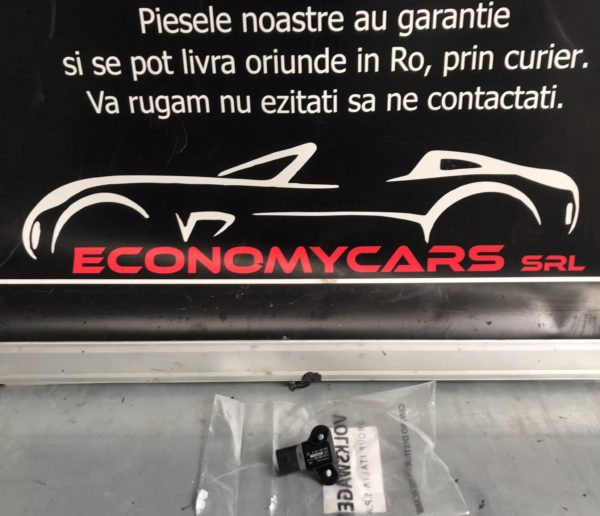 Piesele noastre au garantie
si se pot livra oriunde in Ro, prin curier.
Va rugam nu ezitati sa ne contactati.
ECONOMYCARS SRL
VOLKSWAGE